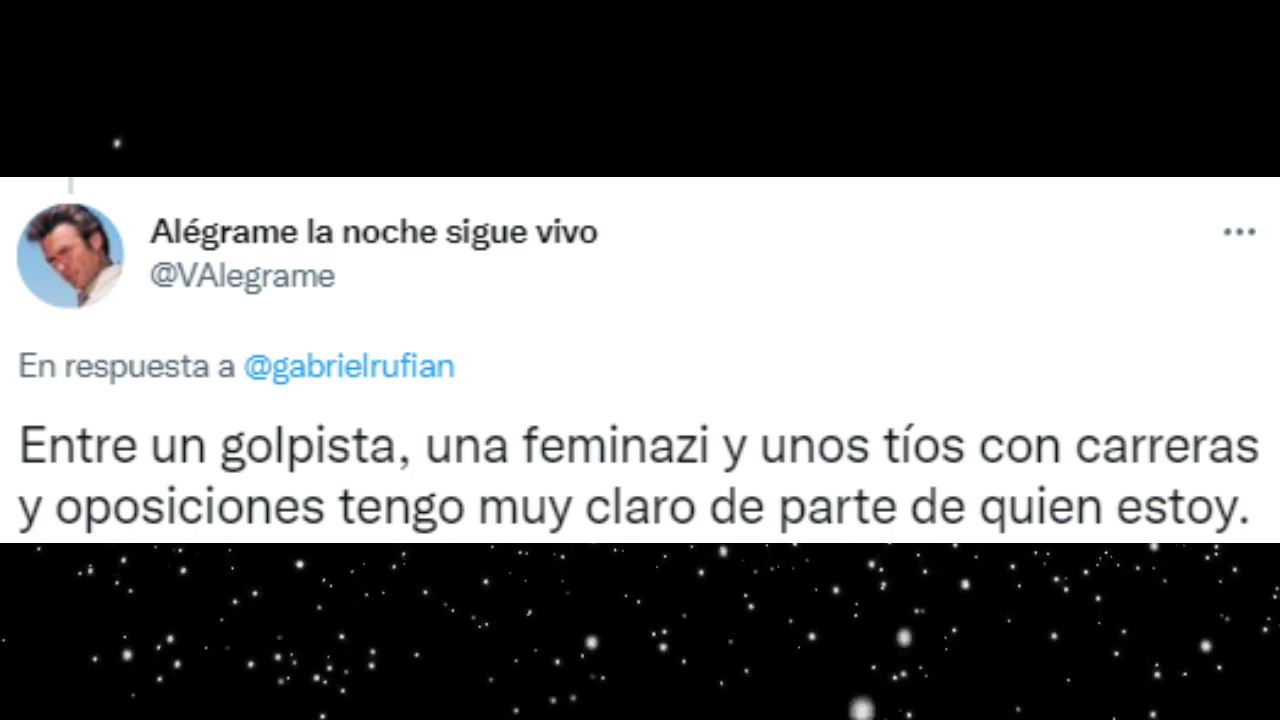 Alégrame la noche sigue vivo
@VAlegrame
En respuesta a @gabrielrufian
Entre un golpista, una feminazi y unos tíos con carreras
y oposiciones tengo muy claro de parte de quien estoy.